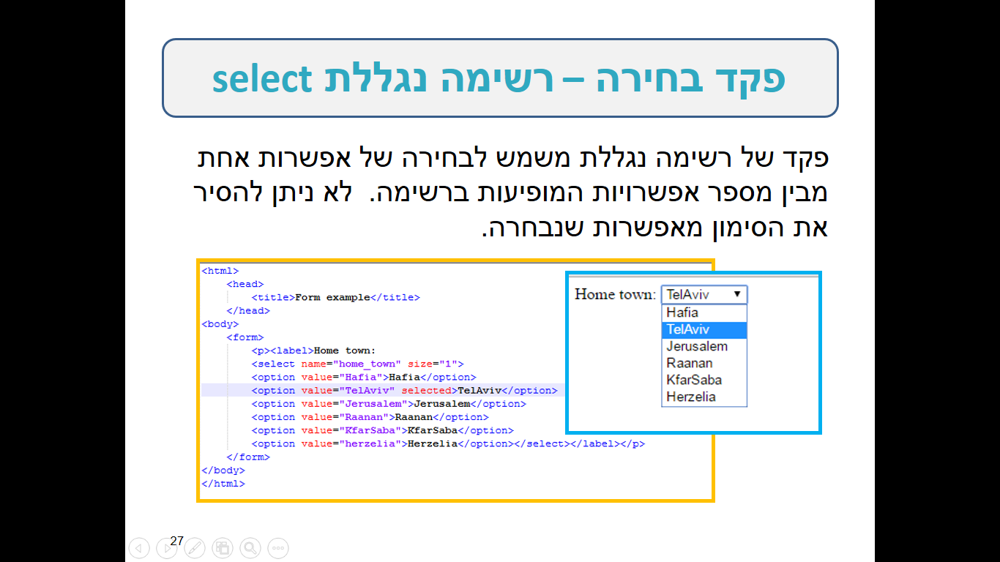 פקד בחירה – רשימה נגללת select
פקד של רשימה נגללת משמש לבחירה של אפשרות אחת
מבין מספר אפשרויות המופיעות ברשימה.  לא ניתן להסיר
את הסימון מאפשרות שנבחרה.
<html>
<head>
<title>Form example</title>
</head>
<body>
<form>
<p><label>Home town:
<select name="home_town" size="1">
<option value="Hafia">Hafia</option>
<option value="TelAviv" selected>TelAviv</option>
<option value="Jerusalem">Jerusalem</option>
<option value="Raanan">Raanan</option>
<option value="KfarSaba">KfarSaba</option>
<option value="herzelia">Herzelia</option></select></label></p>
</form>
</body>
</html>
Home town: TelAviv
Hafia
TelAviv
Jerusalem
Raanan
KfarSaba
Herzelia
27